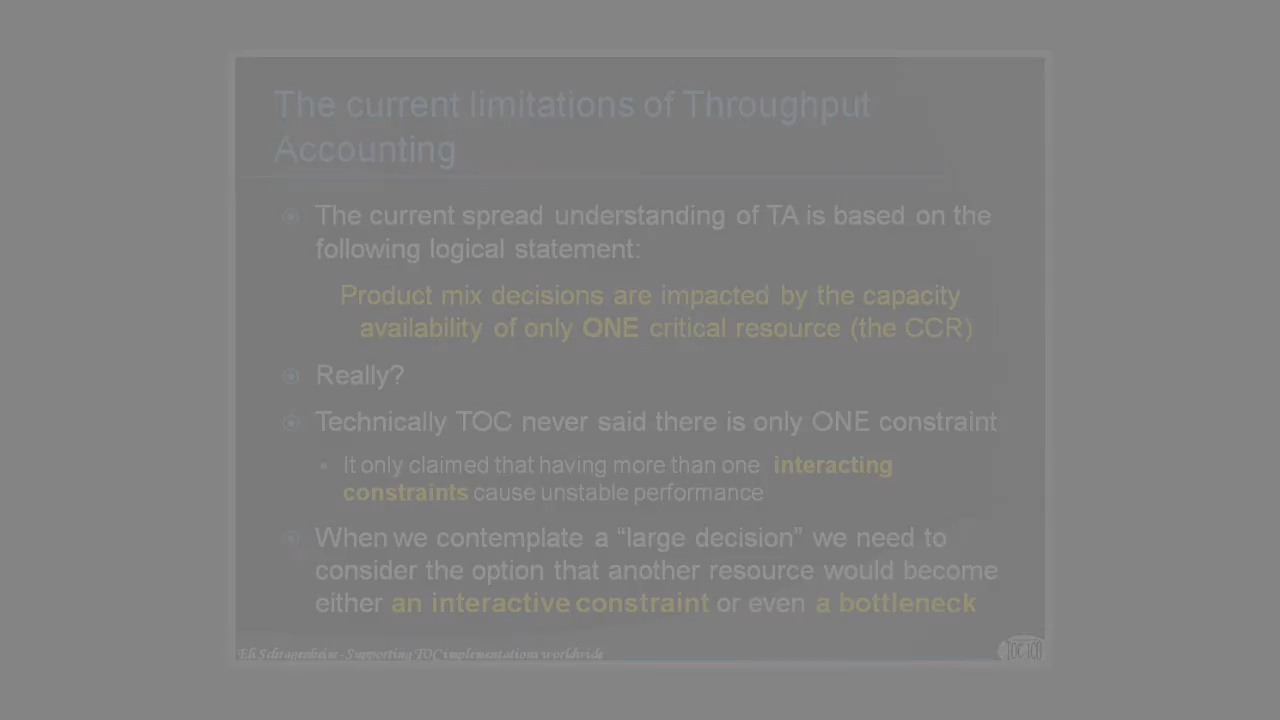 The current limitations of Throughput
Accounting
The current spread understanding of TA is based on the
following logical statement:
Product mix decisions are impacted by the capacity
availability of only ONE critical resource (the CCR)
Really?
Technically TOC never said there is only ONE constraint
It only claimed that having more than one interacting
constraints cause unstable performance
When we contemplate a “large decision” we need to
consider the option that another resource would become
either an interactive constraint or even a bottleneck
Eli Schragenheim - Supporting TOC implementations worldwide